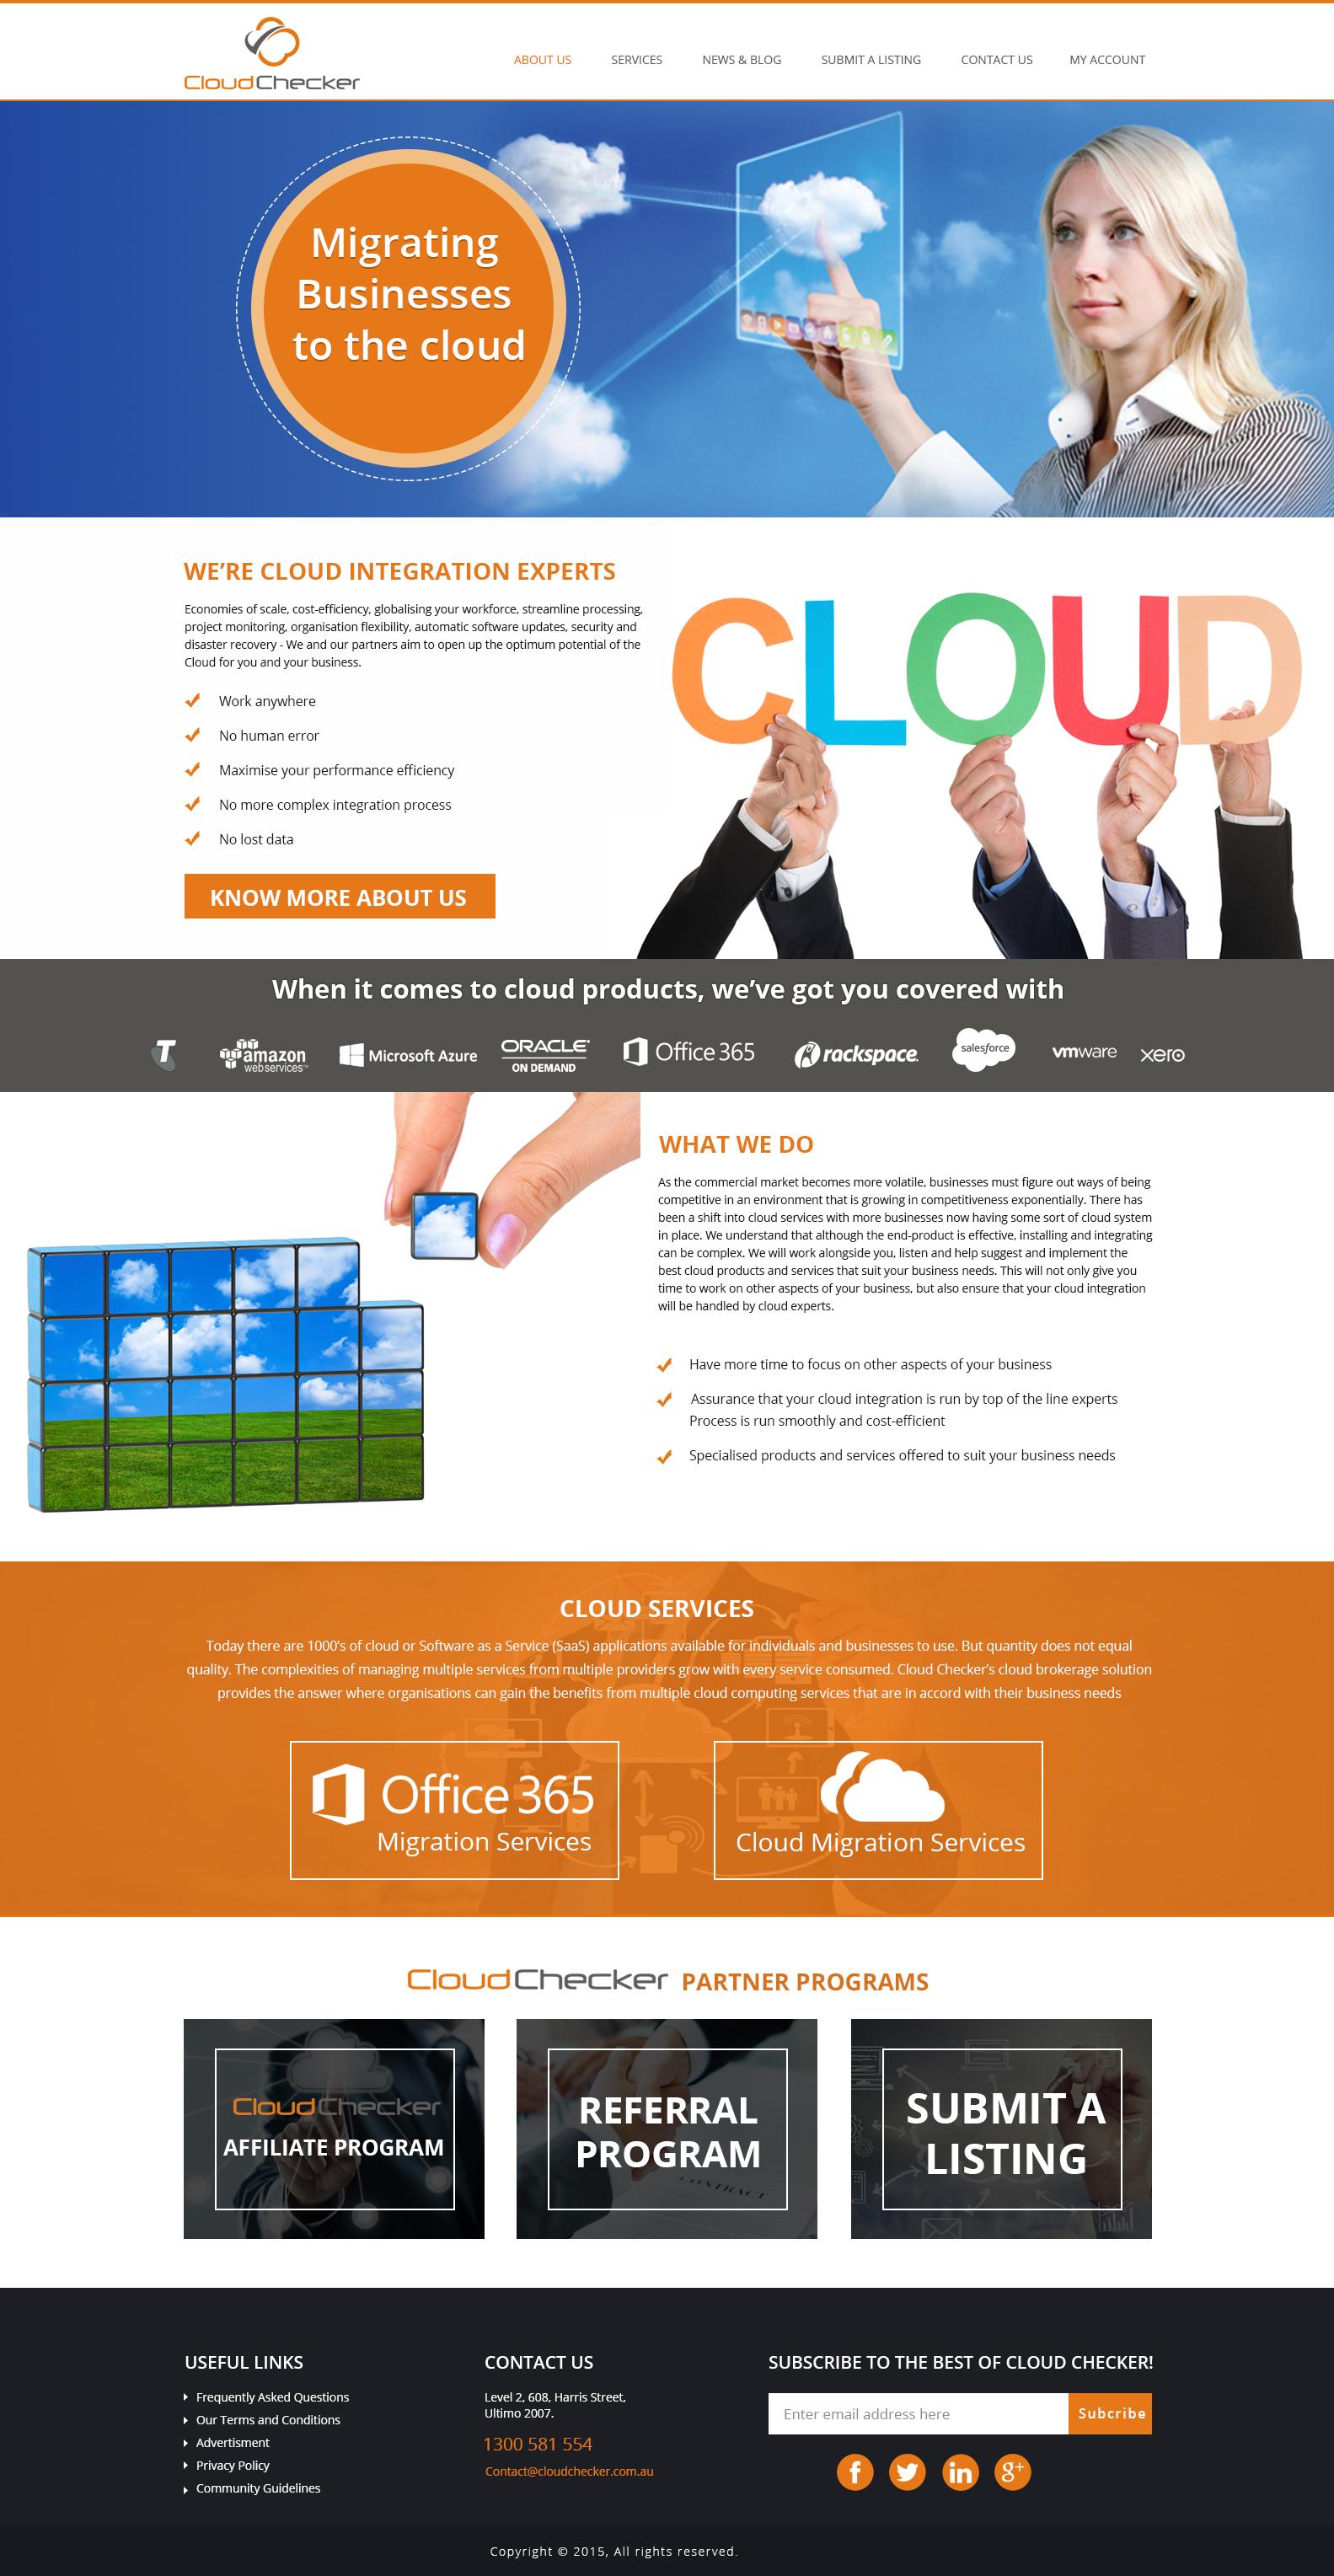 CloudChecker
ABOUT US
SERVICES
NEWS & BLOG
SUBMIT A LISTING
CONTACT US
MY ACCOUNT
Migrating
Businesses
to the cloud
WE’RE CLOUD INTEGRATION EXPERTS
Economies of scale, cost-efficiency, globalising your workforce, streamline processing,
project monitoring, organisation flexibility, automatic software updates, security and
disaster recovery - We and our partners aim to open up the optimum potential of the
Cloud for you and your business.
Work anywhere
No human error
Maximise your performance efficiency
No more complex integration process
No lost data
KNOW MORE ABOUT US
CLOUD
When it comes to cloud products, we’ve got you covered with
T
amazon
webservices™
Microsoft Azure
ORACLE®
ON DEMAND
Office 365
rackspace.
salesforce
vmware
xero
WHAT WE DO
As the commercial market becomes more volatile, businesses must figure out ways of being
competitive in an environment that is growing in competitiveness exponentially. There has
been a shift into cloud services with more businesses now having some sort of cloud system
in place. We understand that although the end-product is effective, installing and integrating
can be complex. We will work alongside you, listen and help suggest and implement the
best cloud products and services that suit your business needs. This will not only give you
time to work on other aspects of your business, but also ensure that your cloud integration
will be handled by cloud experts.
Have more time to focus on other aspects of your business
Assurance that your cloud integration is run by top of the line experts
Process is run smoothly and cost-efficient
Specialised products and services offered to suit your business needs
CLOUD SERVICES
Today there are 1000’s of cloud or Software as a Service (SaaS) applications available for individuals and businesses to use. But quantity does not equal
quality. The complexities of managing multiple services from multiple providers grow with every service consumed. Cloud Checker’s cloud brokerage solution
provides the answer where organisations can gain the benefits from multiple cloud computing services that are in accord with their business needs
Office 365
Migration Services
Cloud Migration Services
CloudChecker PARTNER PROGRAMS
CloudChecker
AFFILIATE PROGRAM
REFERRAL
PROGRAM
CONTRACT
SUBMIT A
LISTING
USEFUL LINKS
Frequently Asked Questions
Our Terms and Conditions
Advertisment
Privacy Policy
Community Guidelines
CONTACT US
Level 2, 608, Harris Street,
Ultimo 2007.
1300 581 554
Contact@cloudchecker.com.au
SUBSCRIBE TO THE BEST OF CLOUD CHECKER!
Enter email address here
Subcribe
f
in
g+
Copyright © 2015, All rights reserved.